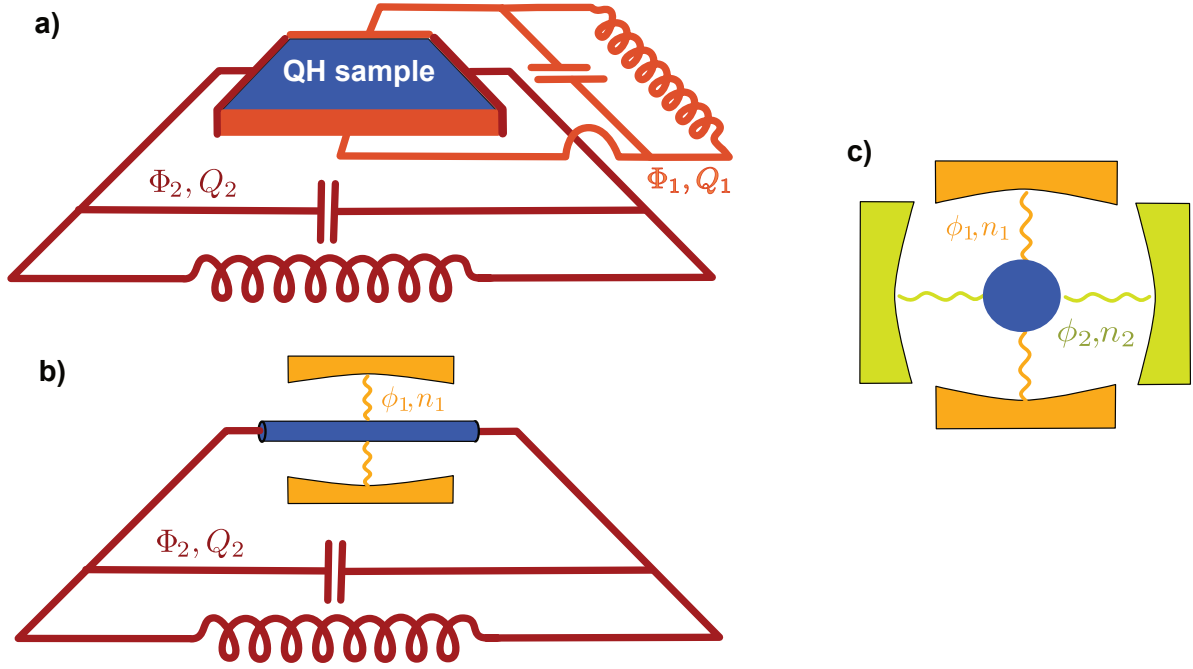 a)
QH sample
Φ₂, Q₂
Φ₁, Q₁
b)
ϕ₁, n₁
Φ₂, Q₂
c)
ϕ₁, n₁
ϕ₂, n₂